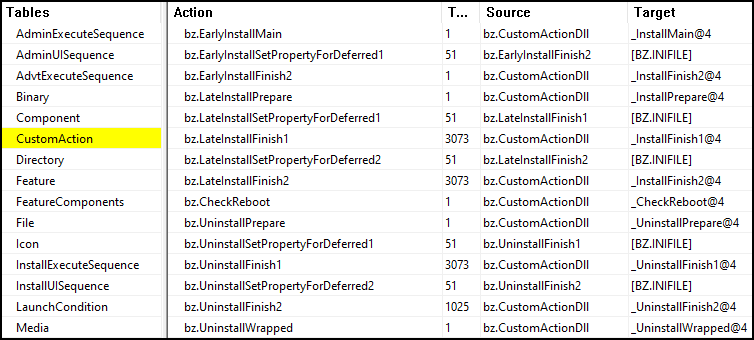 Tables Action T... Source Target
AdminExecuteSequence bz.EarlyInstallMain 1 bz.CustomActionDll _InstallMain@4
AdminUISequence bz.EarlyInstallSetPropertyForDeferred1 51 bz.EarlyInstallFinish2 [BZ.INIFILE]
AdvtExecuteSequence bz.EarlyInstallFinish2 1 bz.CustomActionDll _InstallFinish2@4
Binary bz.LateInstallPrepare 1 bz.CustomActionDll _InstallPrepare@4
Component bz.LateInstallSetPropertyForDeferred1 51 bz.LateInstallFinish1 [BZ.INIFILE]
CustomAction bz.LateInstallFinish1 3073 bz.CustomActionDll _InstallFinish1@4
Directory bz.LateInstallSetPropertyForDeferred2 51 bz.LateInstallFinish2 [BZ.INIFILE]
Feature bz.LateInstallFinish2 3073 bz.CustomActionDll _InstallFinish2@4
FeatureComponents bz.CheckReboot 1 bz.CustomActionDll _CheckReboot@4
File bz.UninstallPrepare 1 bz.CustomActionDll _UninstallPrepare@4
Icon bz.UninstallSetPropertyForDeferred1 51 bz.UninstallFinish1 [BZ.INIFILE]
InstallExecuteSequence bz.UninstallFinish1 3073 bz.CustomActionDll _UninstallFinish1@4
InstallUISequence bz.UninstallSetPropertyForDeferred2 51 bz.UninstallFinish2 [BZ.INIFILE]
LaunchCondition bz.UninstallFinish2 1025 bz.CustomActionDll _UninstallFinish2@4
Media bz.UninstallWrapped 1 bz.CustomActionDll _UninstallWrapped@4